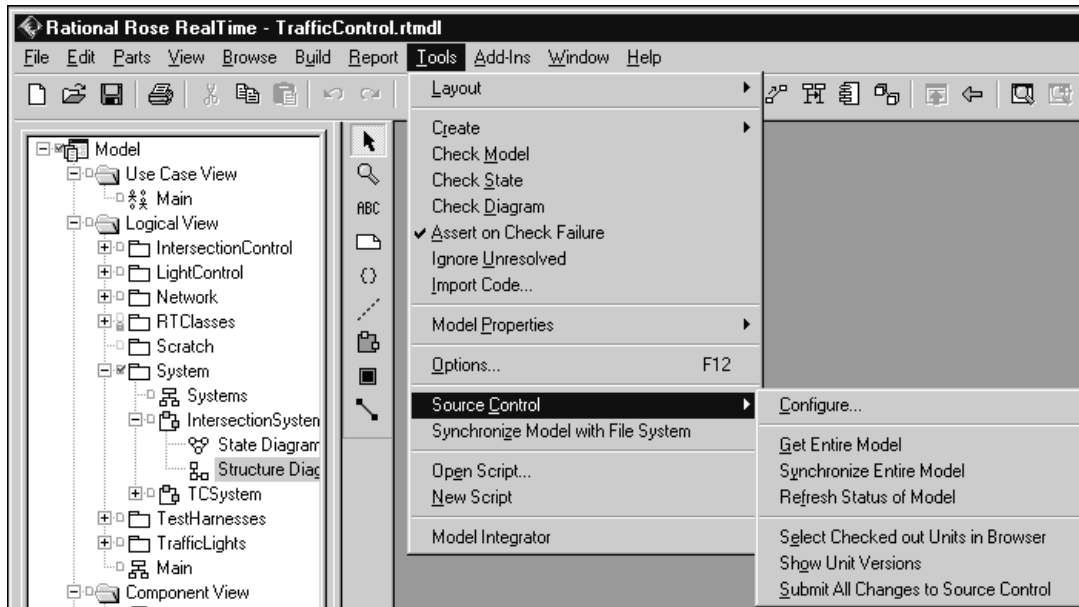 Rational Rose RealTime - TrafficControl.rtmdl
File Edit Parts View Browse Build Report Tools Add-Ins Window Help
Model
Use Case View
Main
Logical View
IntersectionControl
LightControl
Network
RTClasses
Scratch
System
Systems
IntersectionSystem
State Diagram
Structure Diag
TCSystem
TestHarnesses
TrafficLights
Main
Component View
ABC
Layout
Create
Check Model
Check State
Check Diagram
Assert on Check Failure
Ignore Unresolved
Import Code...
Model Properties
Options... F12
Source Control
Synchronize Model with File System
Open Script...
New Script
Model Integrator
Configure...
Get Entire Model
Synchronize Entire Model
Refresh Status of Model
Select Checked out Units in Browser
Show Unit Versions
Submit All Changes to Source Control